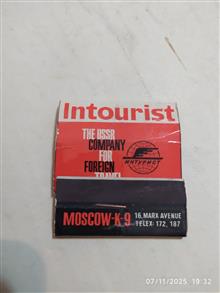 Intourist
THE USSR
COMPANY
FOR
FOREIGN
TRAVEL
ИНТУРИСТ
MOSCOW K-9
16, MARX AVENUE
TELEX: 172, 187
07/11/2025 19:32